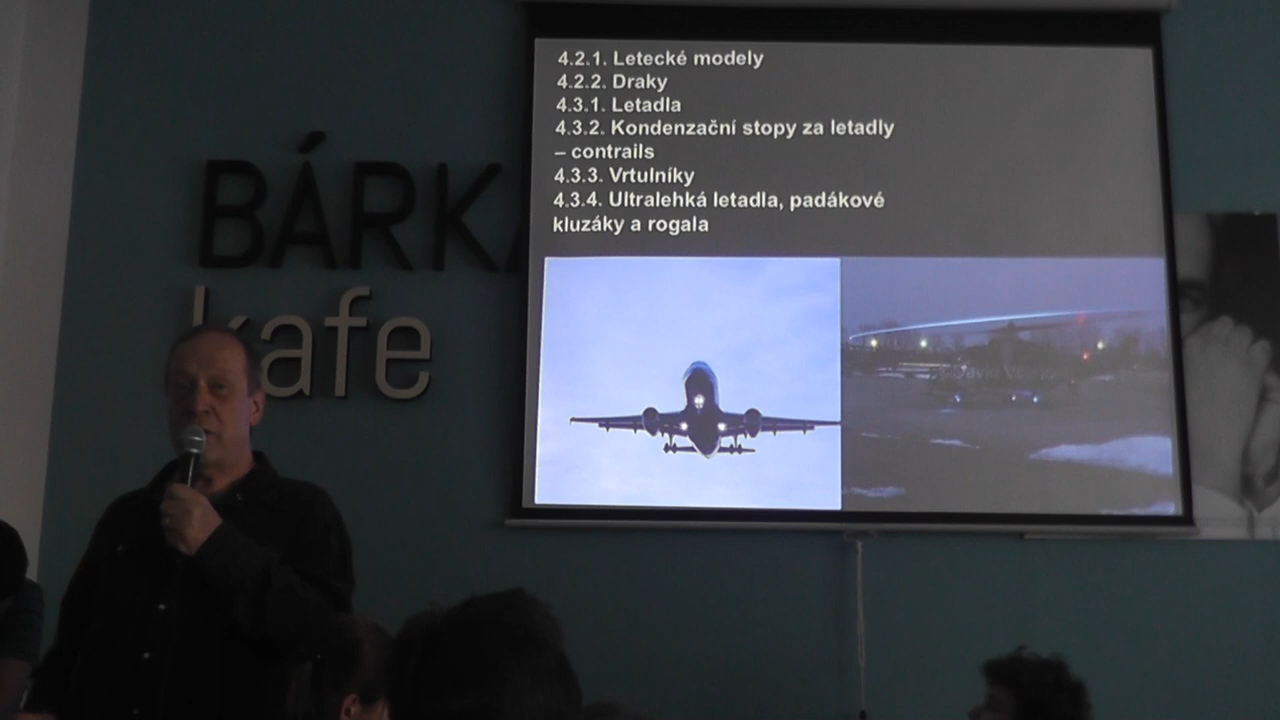 4.2.1. Letecké modely
4.2.2. Draky
4.3.1. Letadla
4.3.2. Kondenzační stopy za letadly
– contrails
4.3.3. Vrtulníky
4.3.4. Ultralehká letadla, padákové
kluzáky a rogala
BÁRKA
kafe
David